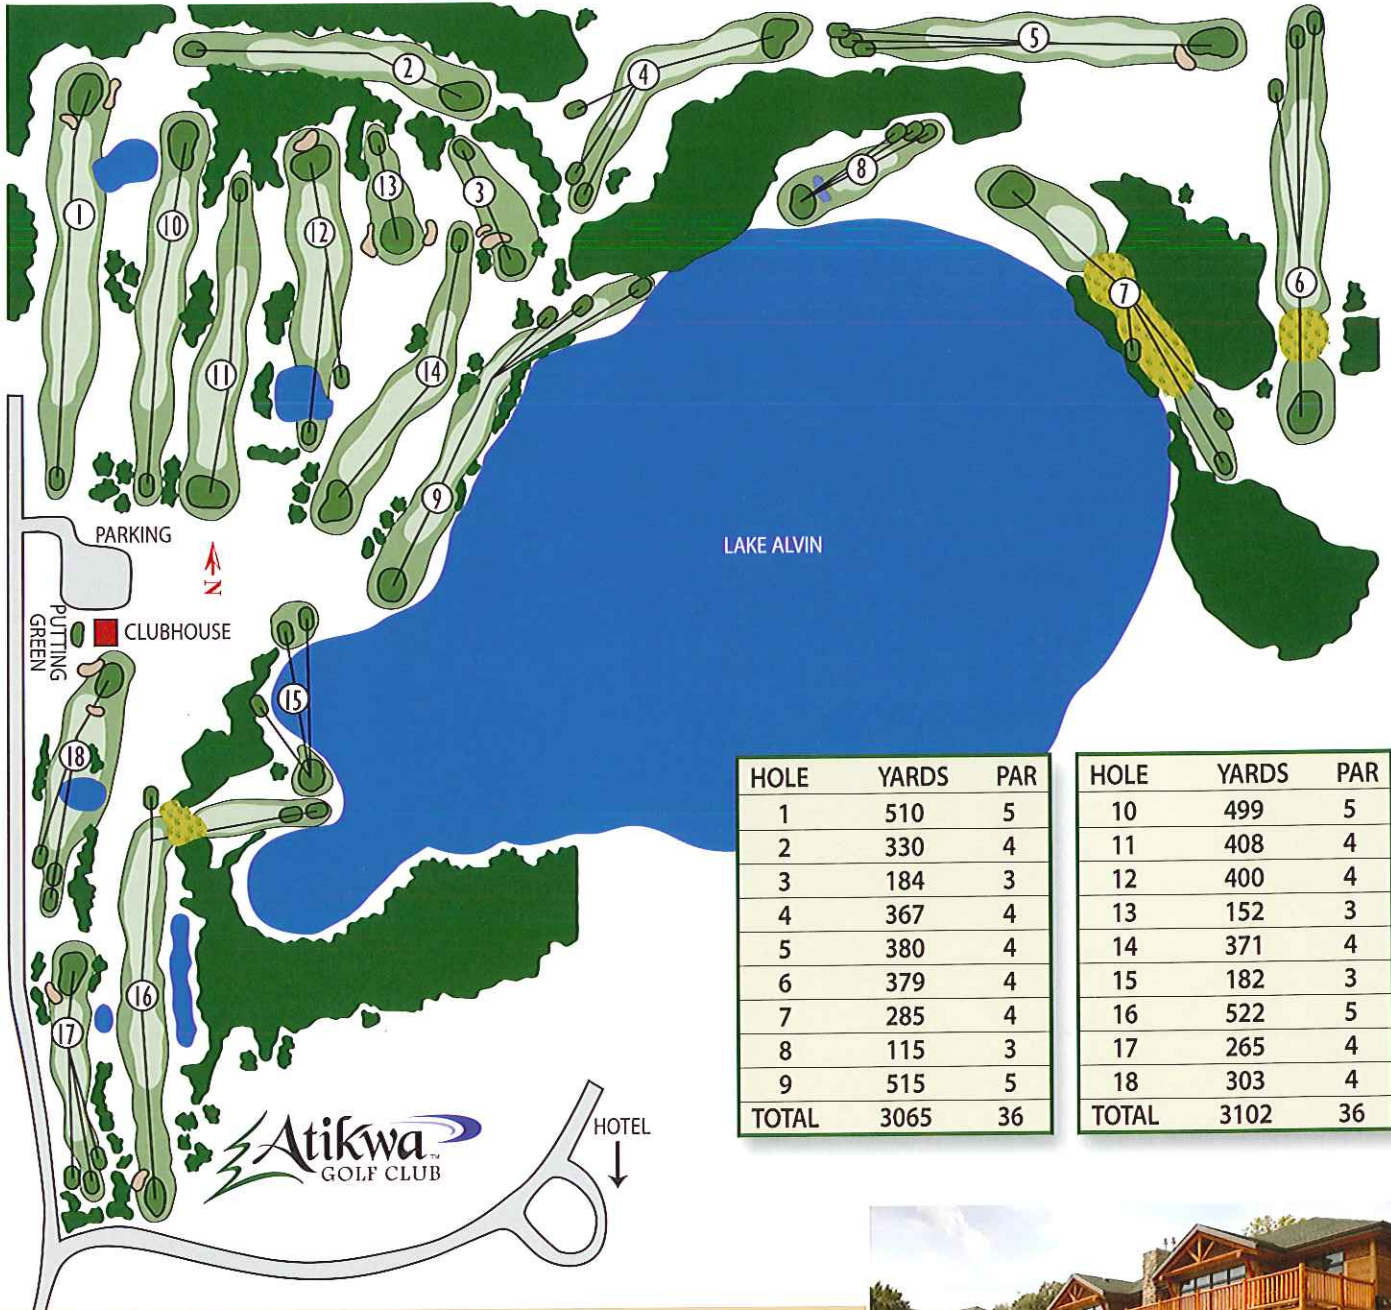 2
5
4
1
10
12
13
3
8
11
14
7
6
9
PARKING
N
PUTTING
GREEN
CLUBHOUSE
LAKE ALVIN
15
18
16
17
HOLE YARDS PAR
1 510 5
2 330 4
3 184 3
4 367 4
5 380 4
6 379 4
7 285 4
8 115 3
9 515 5
TOTAL 3065 36
HOLE YARDS PAR
10 499 5
11 408 4
12 400 4
13 152 3
14 371 4
15 182 3
16 522 5
17 265 4
18 303 4
TOTAL 3102 36
Atikwa™
GOLF CLUB
HOTEL